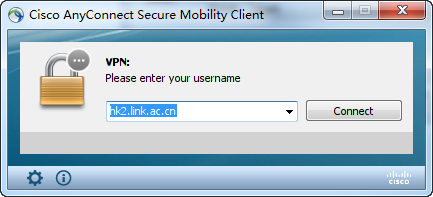 Cisco AnyConnect Secure Mobility Client
VPN:
Please enter your username
hk2.link.ac.cn
Connect
cisco